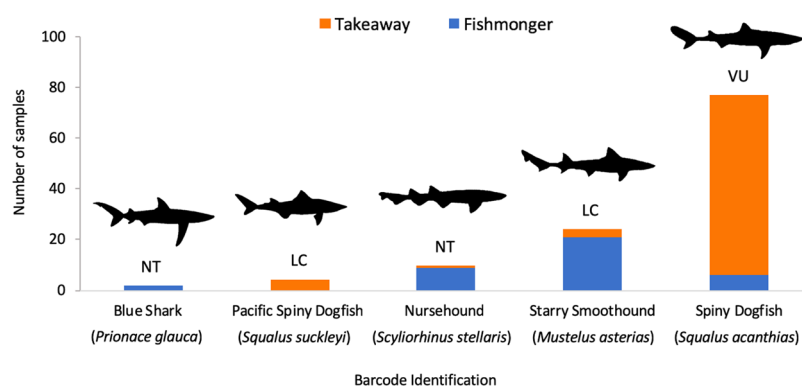 Takeaway Fishmonger
100
80
60
40
20
0
Number of samples
NT
LC
NT
LC
VU
Blue Shark
(Prionace glauca)
Pacific Spiny Dogfish
(Squalus suckleyi)
Nursehound
(Scyliorhinus stellaris)
Starry Smoothound
(Mustelus asterias)
Spiny Dogfish
(Squalus acanthias)
Barcode Identification